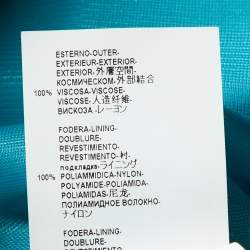 ESTERNO-OUTER-
EXTERIEUR-EXTERIOR-
EXTERIOR-外層空間-
КОСМИЧЕСКОМ-外部結合
100% VISCOSA-VISCOSE-
VISCOSE-人造纤维-
ВИСКОЗА-レーヨン
FODERA-LINING-
DOUBLURE-
REVESTIMIENTO-
REVESTIMENTO-衬-
подкладка-ライニング
100% POLIAMMIDICA-NYLON-
POLYAMIDE-POLIAMIDA-
POLIAMIDAS-尼龙-
ПОЛИАМИДНОЕ ВОЛОКНО-
ナイロン
FODERA-LINING-
DOUBLURE-
REVESTIMIENTO-